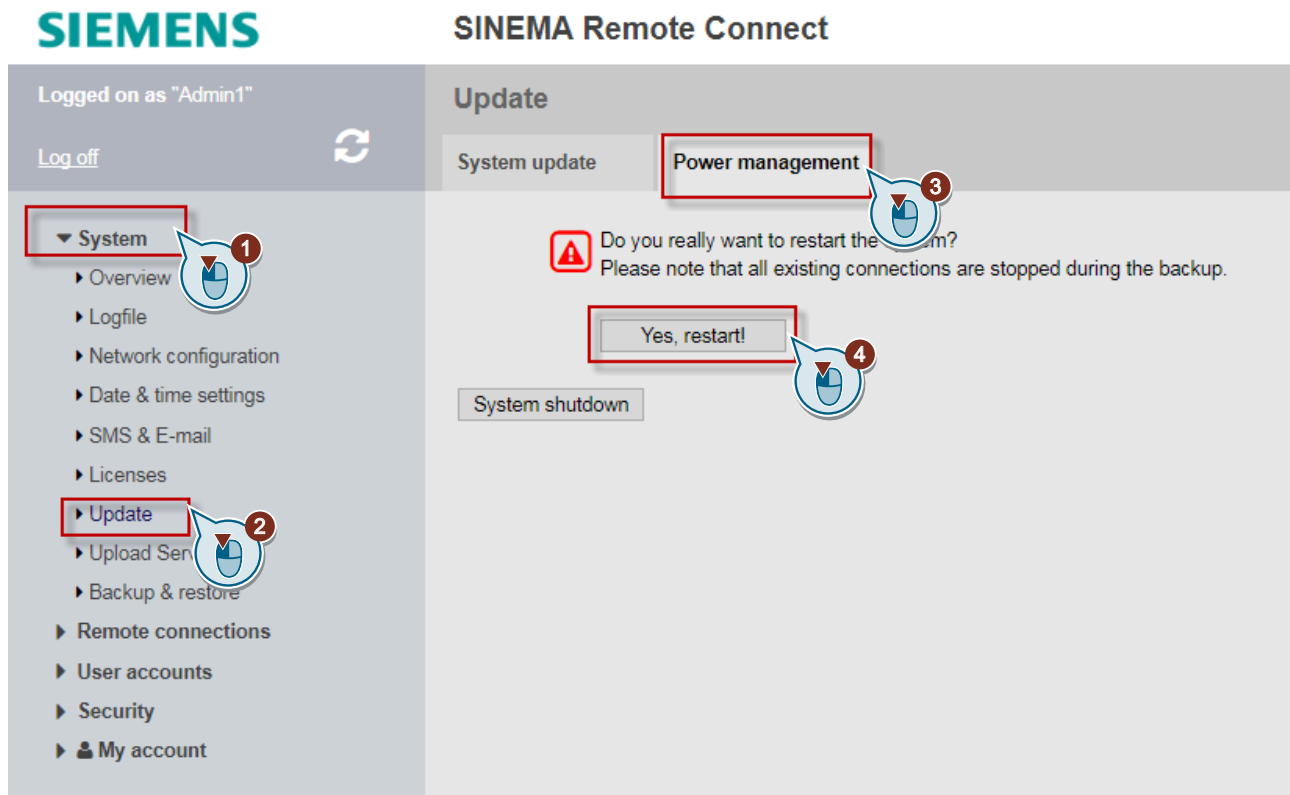 SIEMENS
SINEMA Remote Connect
Logged on as "Admin1"
Log off
Update
System update
Power management
3
System
1
Overview
Logfile
Network configuration
Date & time settings
SMS & E-mail
Licenses
Update
2
Upload Ser
Backup & restore
Remote connections
User accounts
Security
My account
Do you really want to restart the system?
Please note that all existing connections are stopped during the backup.
Yes, restart!
4
System shutdown